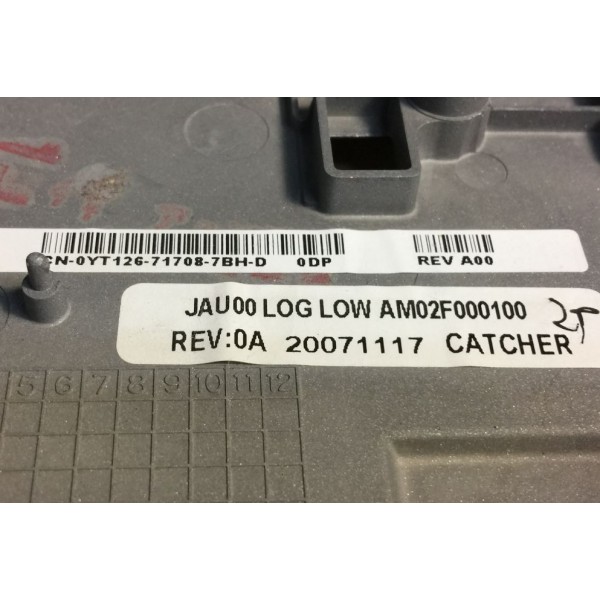 CN-0YT126-71708-7BH-D 0DP REV A00
JAU00 LOG LOW AM02F000100
REV:0A 20071117 CATCHER
5 6 7 8 9 10 11 12